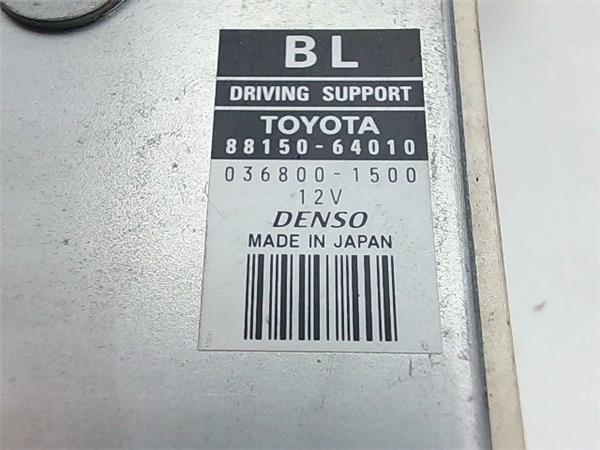 BL
DRIVING SUPPORT
TOYOTA
88150-64010
036800-1500
12V
DENSO
MADE IN JAPAN